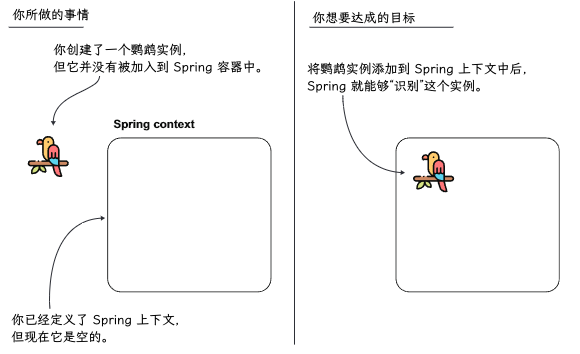 你所做的事情
你创建了一个鹦鹉实例,
但它并没有被加入到 Spring 容器中。
Spring context
你已经定义了 Spring 上下文,
但现在它是空的。
你想要达成的目标
将鹦鹉实例添加到 Spring 上下文中后,
Spring 就能够“识别”这个实例。